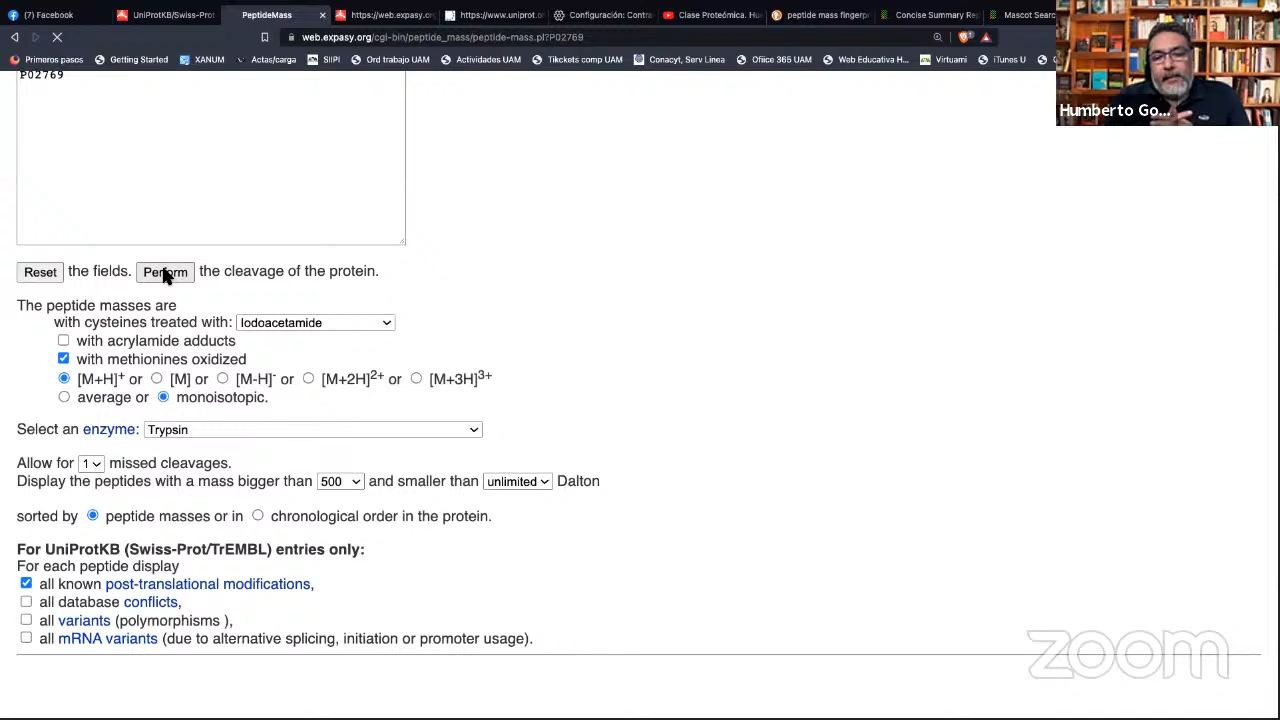 (7) Facebook
UniProtKB/Swiss-Prot
PeptideMass
https://web.expasy.
https://www.uniprot.
Configuración: Contra
Clase Proteómica. Hu
peptide mass fingerp
Concise Summary Re
Mascot Sear
web.expasy.org/cgi-bin/peptide_mass/peptide-mass.pl?P02769
Primeros pasos
Getting Started
XANUM
Actas/carga
SIIPI
Ord trabajo UAM
Actividades UAM
Tikckets comp UAM
Conacyt, Serv Linea
Ofiice 365 UAM
Web Educativa H...
Virtuami
iTunes U
Ca
Humberto Go...
P02769
Reset the fields. Perform the cleavage of the protein.
The peptide masses are
with cysteines treated with: Iodoacetamide
with acrylamide adducts
with methionines oxidized
[M+H]+ or [M] or [M-H]- or [M+2H]2+ or [M+3H]3+
average or monoisotopic.
Select an enzyme: Trypsin
Allow for 1 missed cleavages.
Display the peptides with a mass bigger than 500 and smaller than unlimited Dalton
sorted by peptide masses or in chronological order in the protein.
For UniProtKB (Swiss-Prot/TrEMBL) entries only:
For each peptide display
all known post-translational modifications,
all database conflicts,
all variants (polymorphisms ),
all mRNA variants (due to alternative splicing, initiation or promoter usage).
zoom